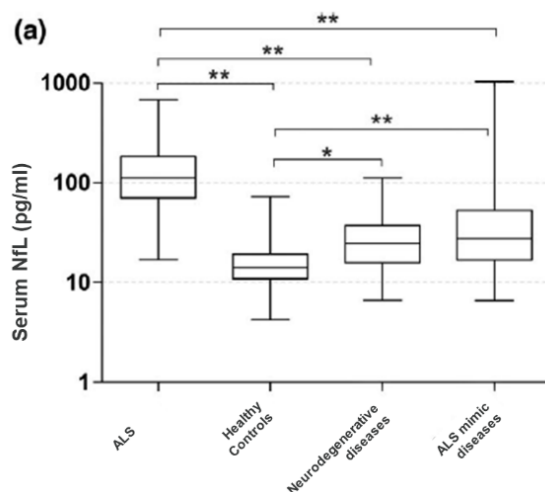 (a)
**
**
**
**
*
Serum NfL (pg/ml)
1000
100
10
1
ALS
Healthy
Controls
Neurodegenerative
diseases
ALS mimic
diseases